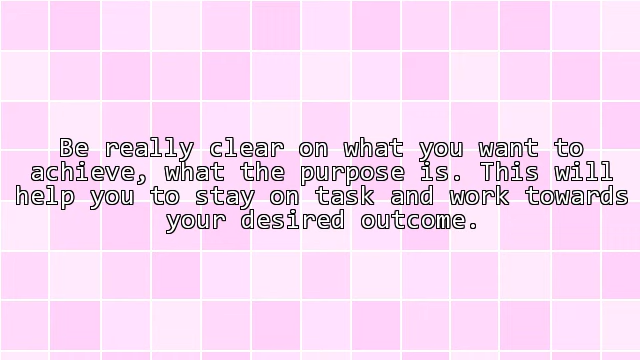 Be really clear on what you want to
achieve, what the purpose is. This will
help you to stay on task and work towards
your desired outcome.